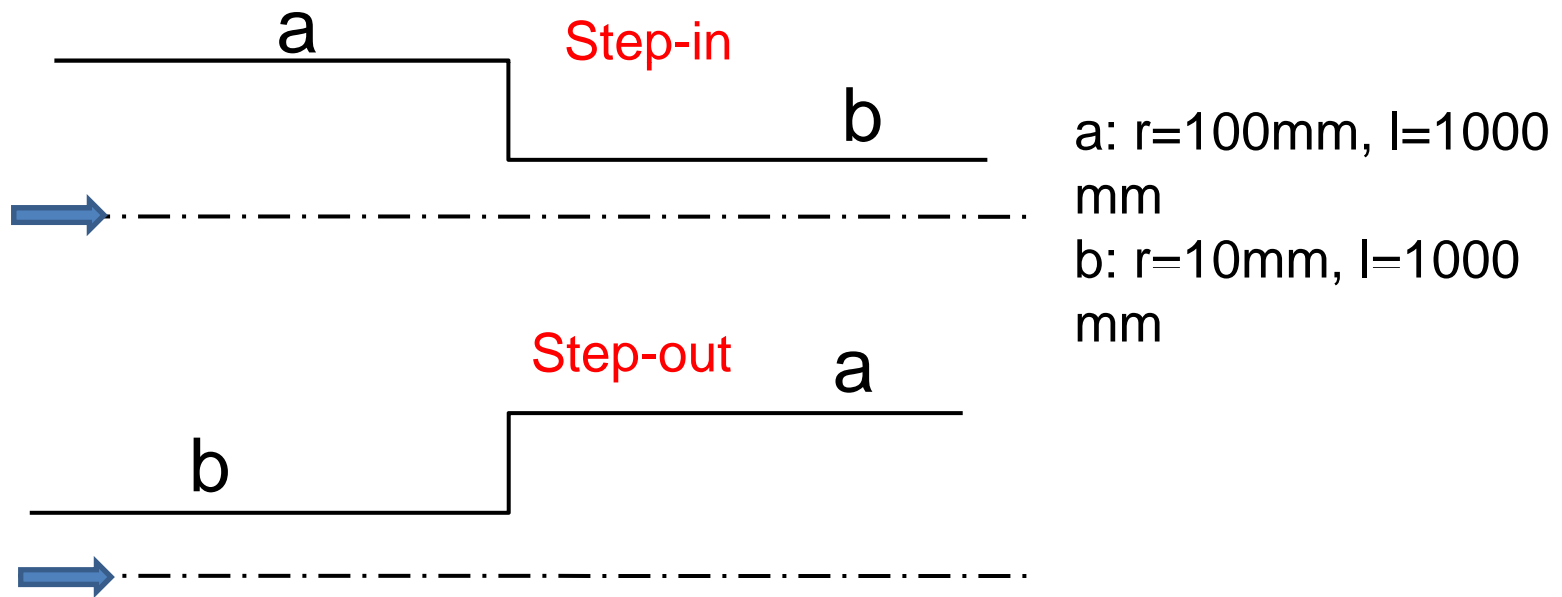 a
Step-in
b
a: r=100mm, l=1000
mm
b: r=10mm, l=1000
mm
Step-out
a
b